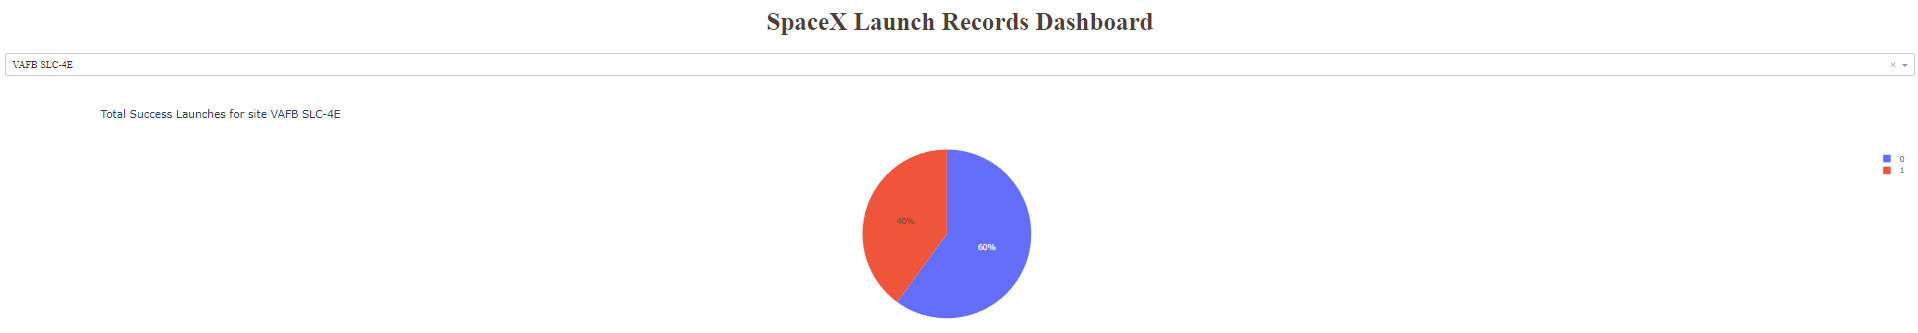 SpaceX Launch Records Dashboard
VAFB SLC-4E
Total Success Launches for site VAFB SLC-4E
0
1
40%
60%